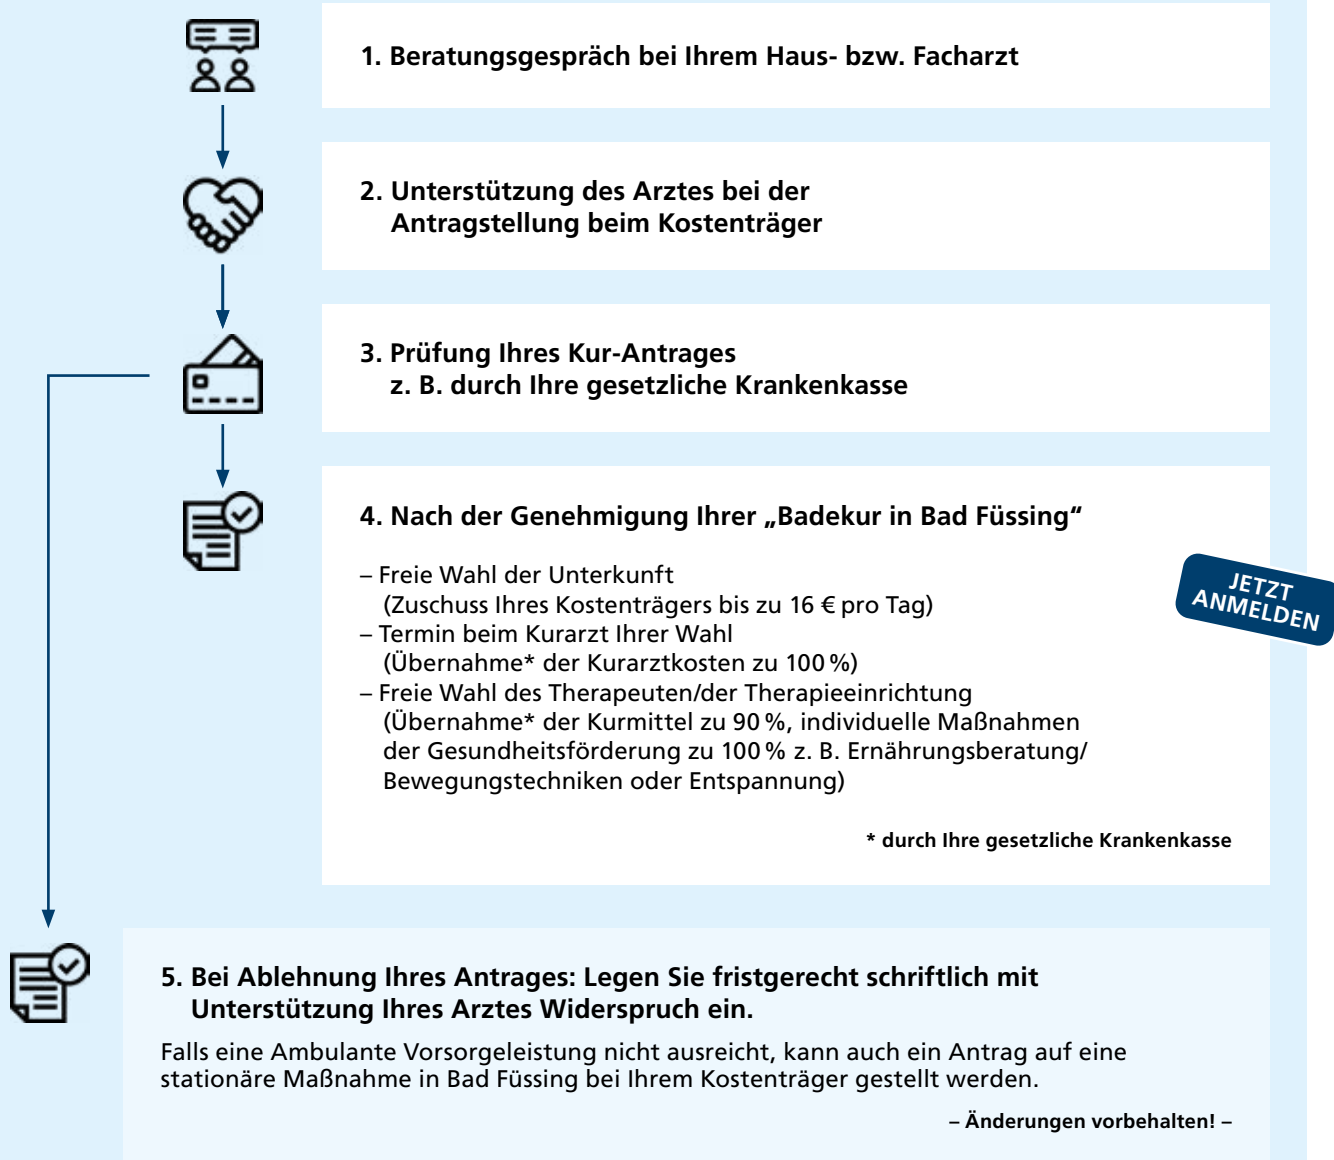 1. Beratungsgespräch bei Ihrem Haus- bzw. Facharzt
2. Unterstützung des Arztes bei der
Antragstellung beim Kostenträger
3. Prüfung Ihres Kur-Antrages
z. B. durch Ihre gesetzliche Krankenkasse
4. Nach der Genehmigung Ihrer „Badekur in Bad Füssing“
– Freie Wahl der Unterkunft
(Zuschuss Ihres Kostenträgers bis zu 16 € pro Tag)
– Termin beim Kurarzt Ihrer Wahl
(Übernahme* der Kurarztkosten zu 100 %)
– Freie Wahl des Therapeuten/der Therapieeinrichtung
(Übernahme* der Kurmittel zu 90 %, individuelle Maßnahmen
der Gesundheitsförderung zu 100 % z. B. Ernährungsberatung/
Bewegungstechniken oder Entspannung)
JETZT
ANMELDEN
* durch Ihre gesetzliche Krankenkasse
5. Bei Ablehnung Ihres Antrages: Legen Sie fristgerecht schriftlich mit
Unterstützung Ihres Arztes Widerspruch ein.
Falls eine Ambulante Vorsorgeleistung nicht ausreicht, kann auch ein Antrag auf eine
stationäre Maßnahme in Bad Füssing bei Ihrem Kostenträger gestellt werden.
– Änderungen vorbehalten! –